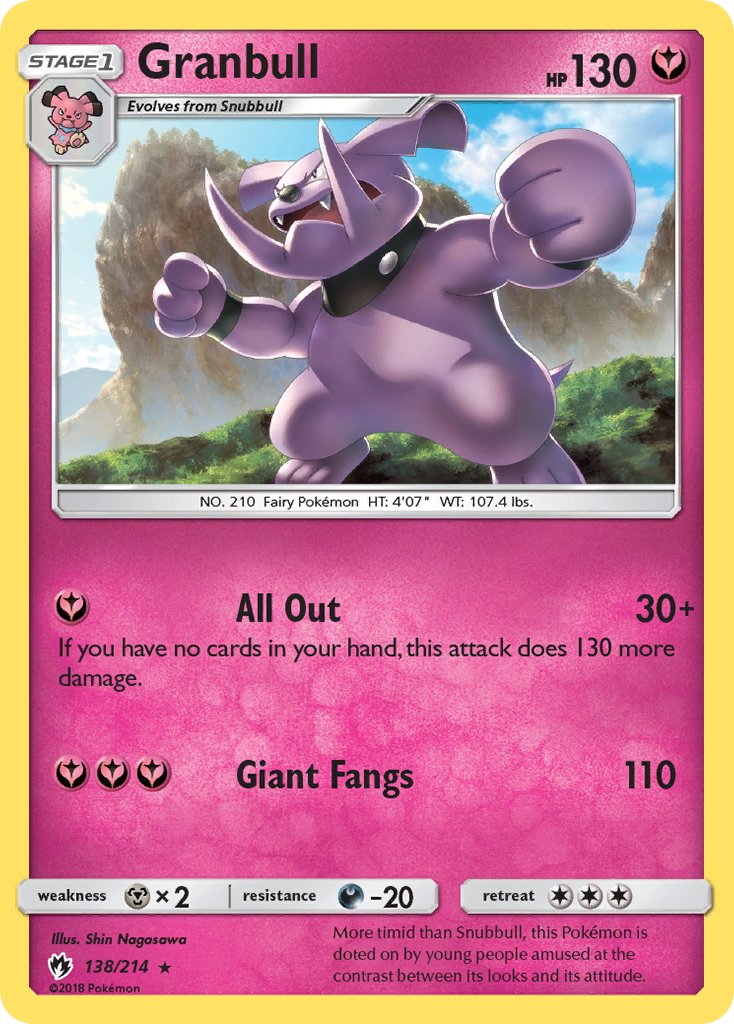 STAGE1
Granbull
HP130
Evolves from Snubbull
NO. 210 Fairy Pokémon HT: 4'07" WT: 107.4 lbs.
All Out 30+
If you have no cards in your hand, this attack does 130 more
damage.
Giant Fangs 110
weakness ×2 resistance -20 retreat
Illus. Shin Nagasawa
138/214 ★
©2018 Pokémon
More timid than Snubbull, this Pokémon is
doted on by young people amused at the
contrast between its looks and its attitude.